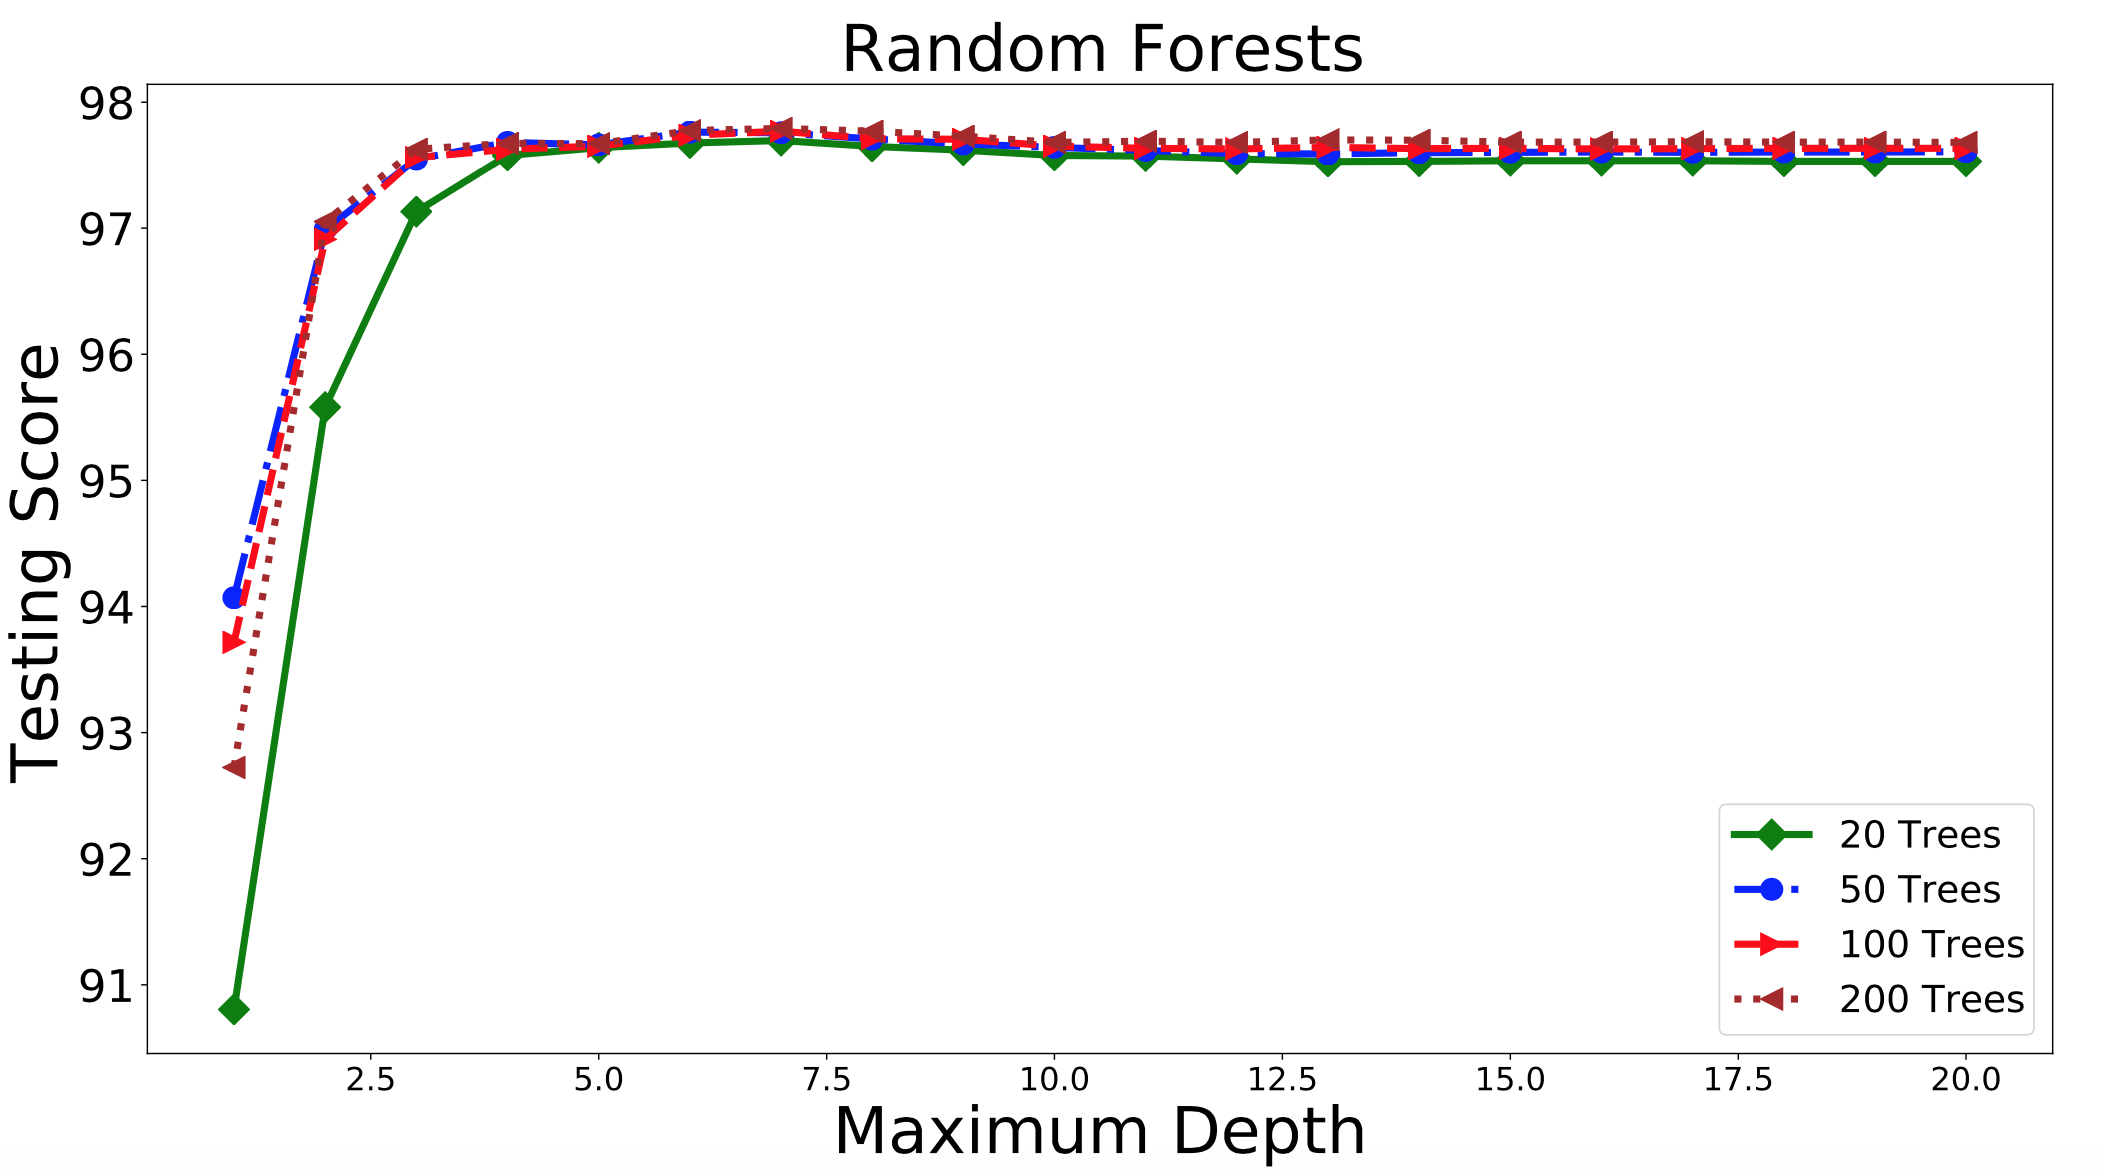 Random Forests
98
97
96
95
94
93
92
91
Testing Score
20 Trees
50 Trees
100 Trees
200 Trees
2.5 5.0 7.5 10.0 12.5 15.0 17.5 20.0
Maximum Depth